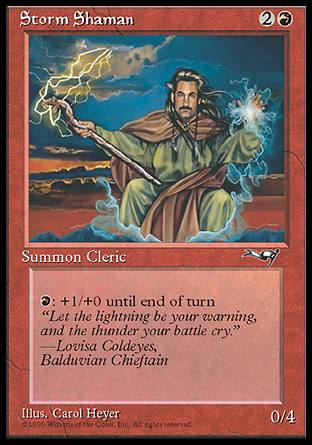 Storm Shaman 2
Summon Cleric
: +1/+0 until end of turn
"Let the lightning be your warning,
and the thunder your battle cry."
—Lovisa Coldeyes,
Balduvian Chieftain
Illus. Carol Heyer
©1996 Wizards of the Coast, Inc. All rights reserved.
0/4